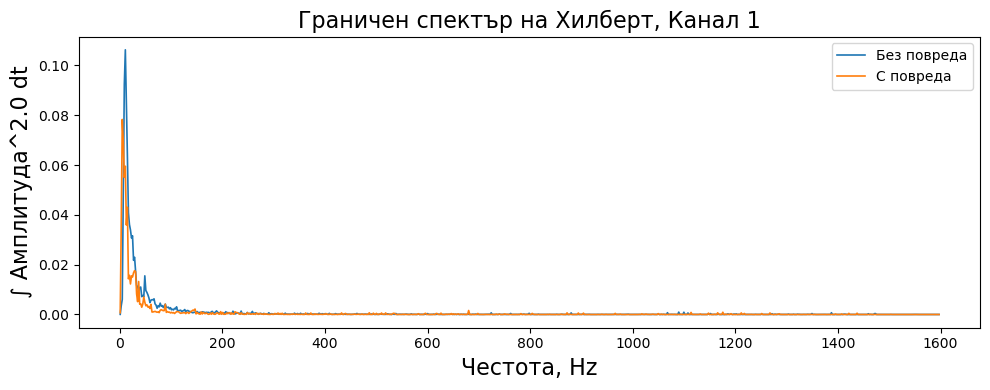 Граничен спектър на Хилберт, Канал 1
∫ Амплитуда^2.0 dt
0.10
0.08
0.06
0.04
0.02
0.00
Без повреда
С повреда
0 200 400 600 800 1000 1200 1400 1600
Честота, Hz